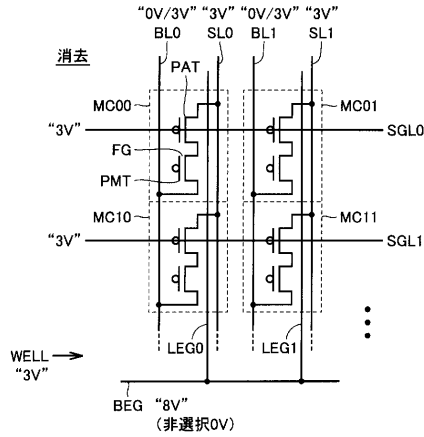 "0V/3V" "3V" "0V/3V" "3V"
BL0 SL0 BL1 SL1
消去
PAT
MC00 MC01
"3V" SGL0
FG
PMT
MC10 MC11
"3V" SGL1
LEG0 LEG1
WELL
"3V"
BEG "8V"
(非選択0V)